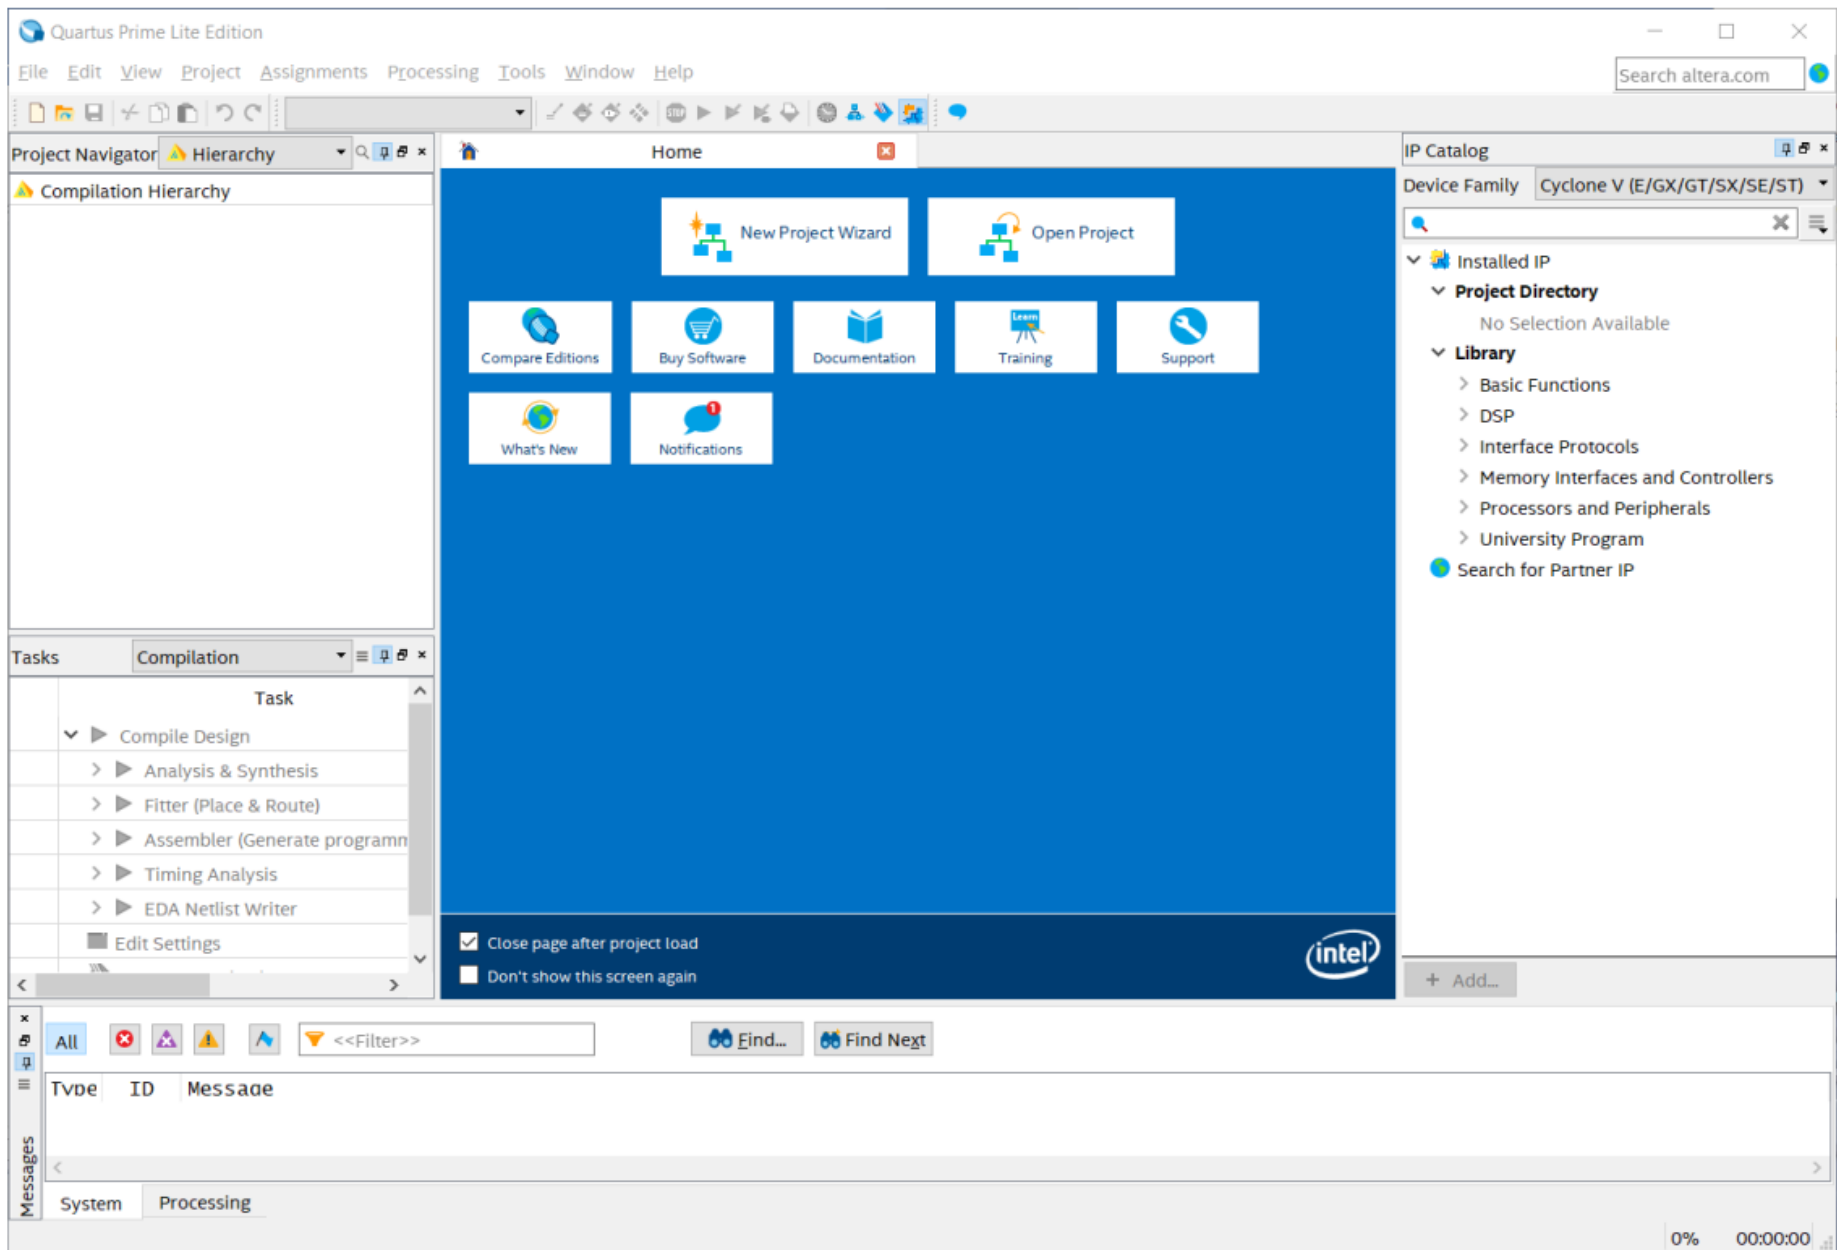 Quartus Prime Lite Edition
File Edit View Project Assignments Processing Tools Window Help
Search altera.com
Project Navigator Hierarchy
Compilation Hierarchy
Home
New Project Wizard
Open Project
Compare Editions
Buy Software
Documentation
Learn
Training
Support
What's New
1
Notifications
Close page after project load
Don't show this screen again
intel
IP Catalog
Device Family Cyclone V (E/GX/GT/SX/SE/ST)
Installed IP
Project Directory
No Selection Available
Library
Basic Functions
DSP
Interface Protocols
Memory Interfaces and Controllers
Processors and Peripherals
University Program
Search for Partner IP
+ Add...
Tasks Compilation
Task
Compile Design
Analysis & Synthesis
Fitter (Place & Route)
Assembler (Generate programm
Timing Analysis
EDA Netlist Writer
Edit Settings
All
<<Filter>>
Find...
Find Next
Type ID Message
Messages
System Processing
0% 00:00:00